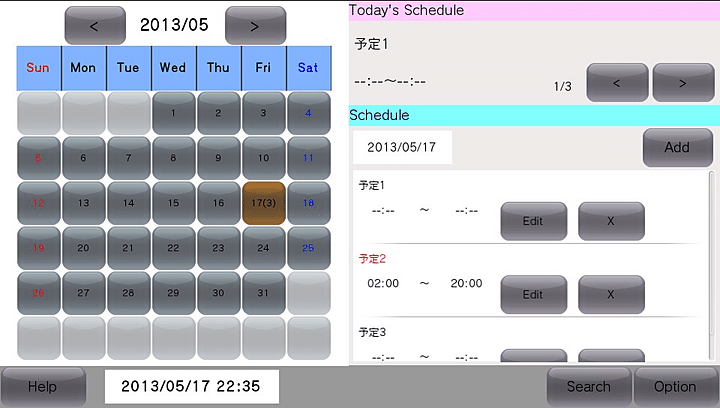 < 2013/05 >
Sun Mon Tue Wed Thu Fri Sat
1 2 3 4
5 6 7 8 9 10 11
12 13 14 15 16 17(3) 18
19 20 21 22 23 24 25
26 27 28 29 30 31
Today's Schedule
予定1
--:--～--:-- 1/3 < >
Schedule
2013/05/17 Add
予定1
--:-- ～ --:-- Edit X
予定2
02:00 ～ 20:00 Edit X
予定3
--:-- ～ --:--
Help 2013/05/17 22:35 Search Option